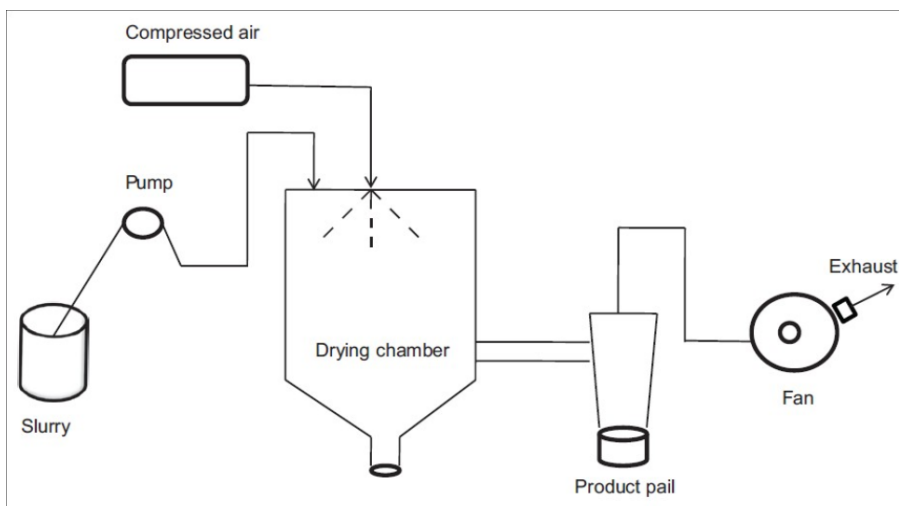 Compressed air
Pump
Exhaust
Drying chamber
Fan
Slurry
Product pail